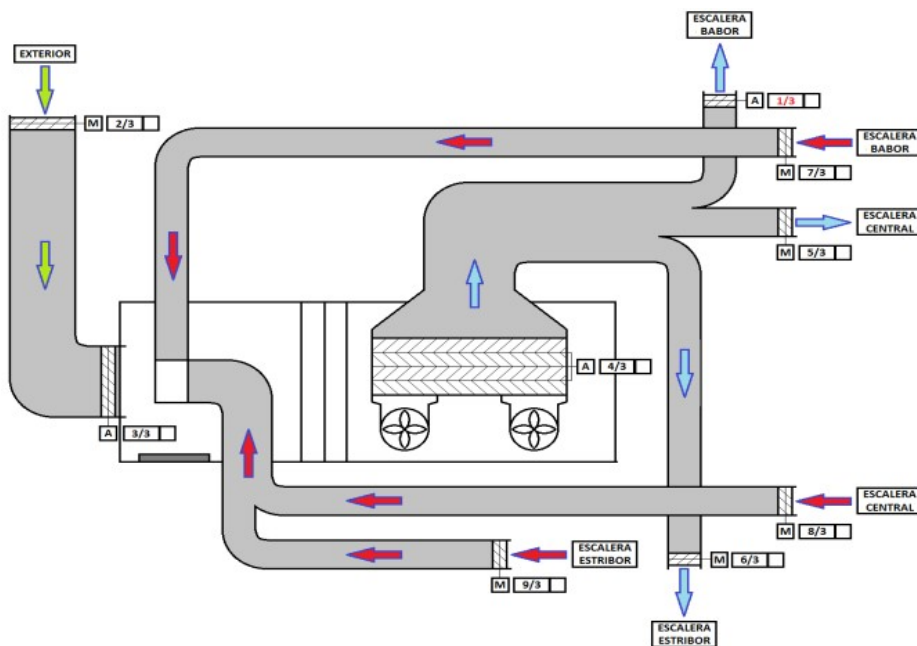 ESCALERA
BABOR
EXTERIOR
A 1/3
M 2/3
ESCALERA
BABOR
M 7/3
ESCALERA
CENTRAL
M 5/3
A 4/3
A 3/3
ESCALERA
CENTRAL
M 8/3
ESCALERA
ESTRIBOR
M 6/3
M 9/3
ESCALERA
ESTRIBOR